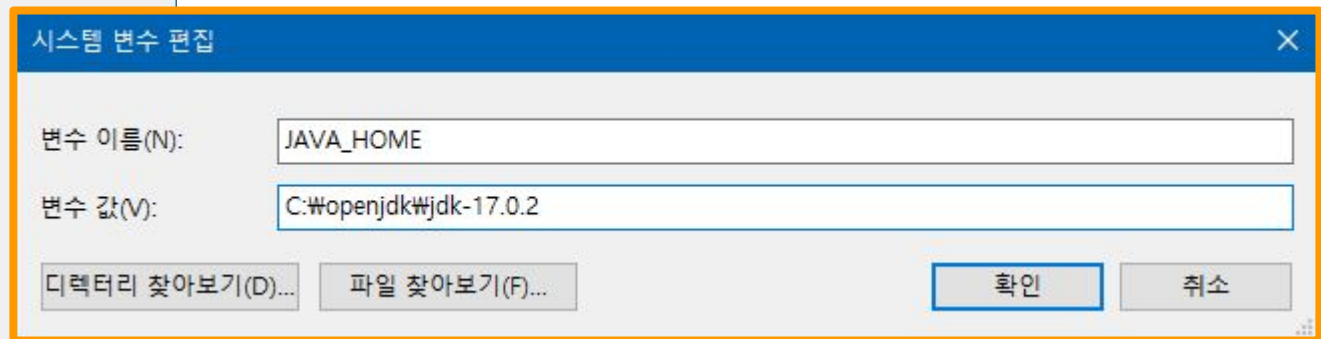 시스템 변수 편집
변수 이름(N):
JAVA_HOME
변수 값(V):
C:₩openjdk₩jdk-17.0.2
디렉터리 찾아보기(D)...
파일 찾아보기(F)...
확인
취소